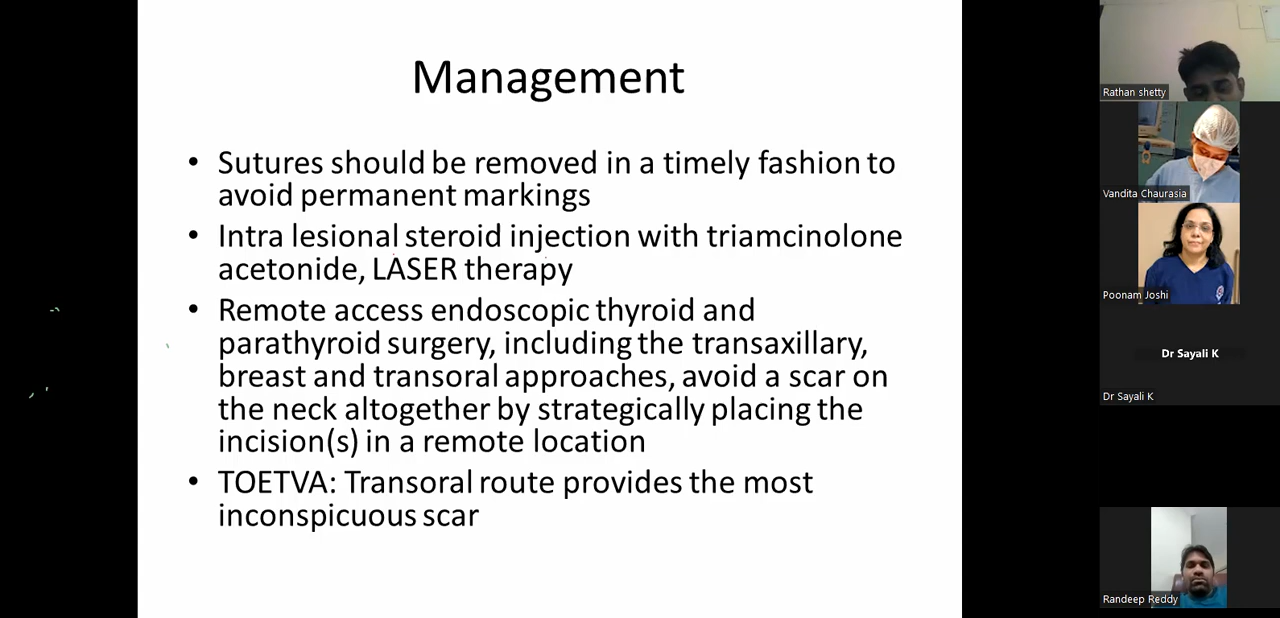 Management
• Sutures should be removed in a timely fashion to
avoid permanent markings
• Intra lesional steroid injection with triamcinolone
acetonide, LASER therapy
• Remote access endoscopic thyroid and
parathyroid surgery, including the transaxillary,
breast and transoral approaches, avoid a scar on
the neck altogether by strategically placing the
incision(s) in a remote location
• TOETVA: Transoral route provides the most
inconspicuous scar
Rathan shetty
Vandita Chaurasia
Poonam Joshi
Dr Sayali K
Dr Sayali K
Randeep Reddy